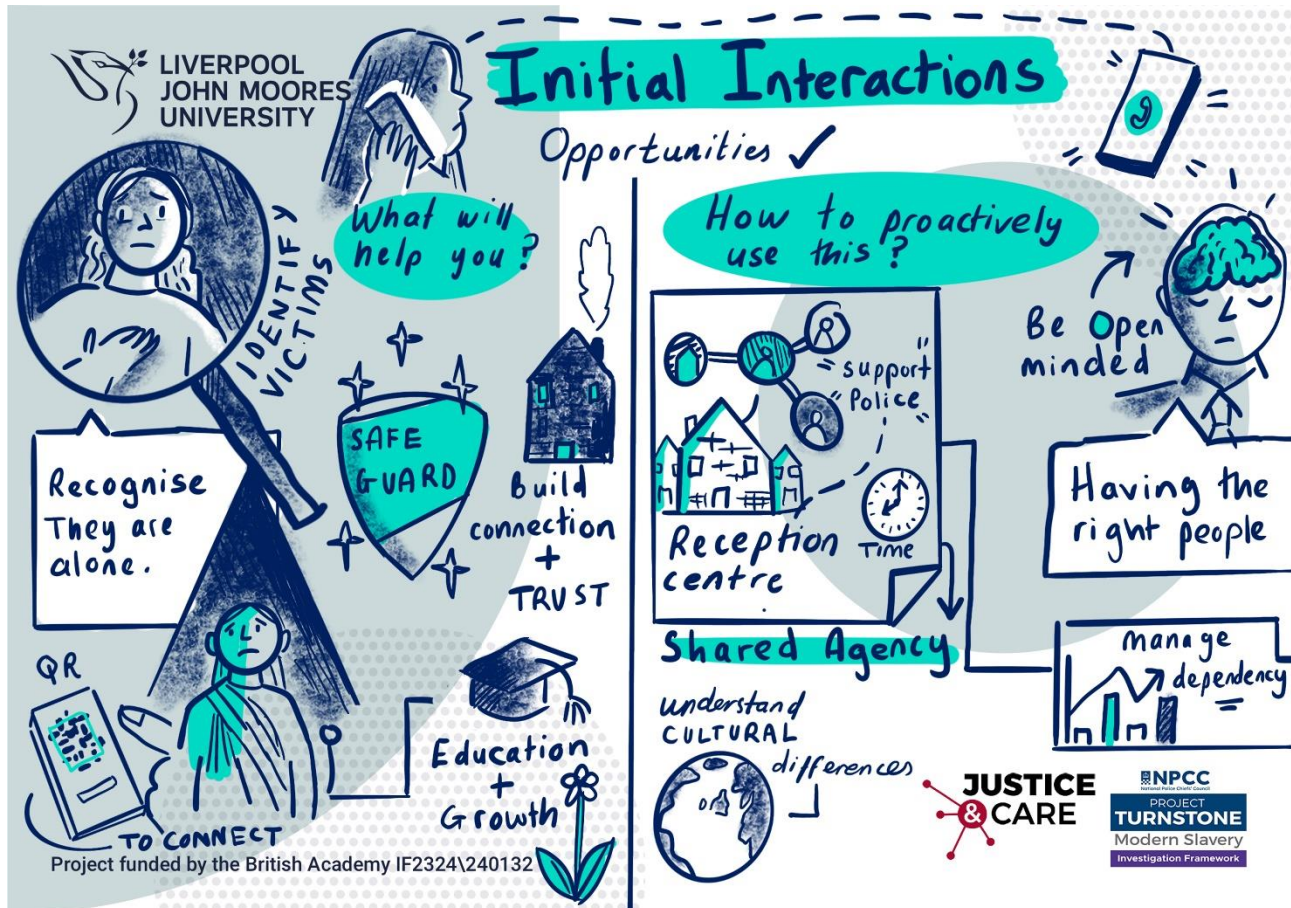 LIVERPOOL
JOHN MOORES
UNIVERSITY
Initial Interactions
Opportunities ✓
What will
help you?
IDENTIFY
VICTIMS
Recognise
They are
alone.
SAFE
GUARD
Build
connection
+
TRUST
QR
TO CONNECT
Education
+
Growth
Project funded by the British Academy IF2324\240132
How to proactively
use this?
"support"
"Police"
Reception
centre
TIME
Be Open
minded
Having the
right people
Shared Agency
manage
dependency
understand
CULTURAL
differences
JUSTICE
& CARE
NPCC
National Police Chiefs' Council
PROJECT
TURNSTONE
Modern Slavery
Investigation Framework